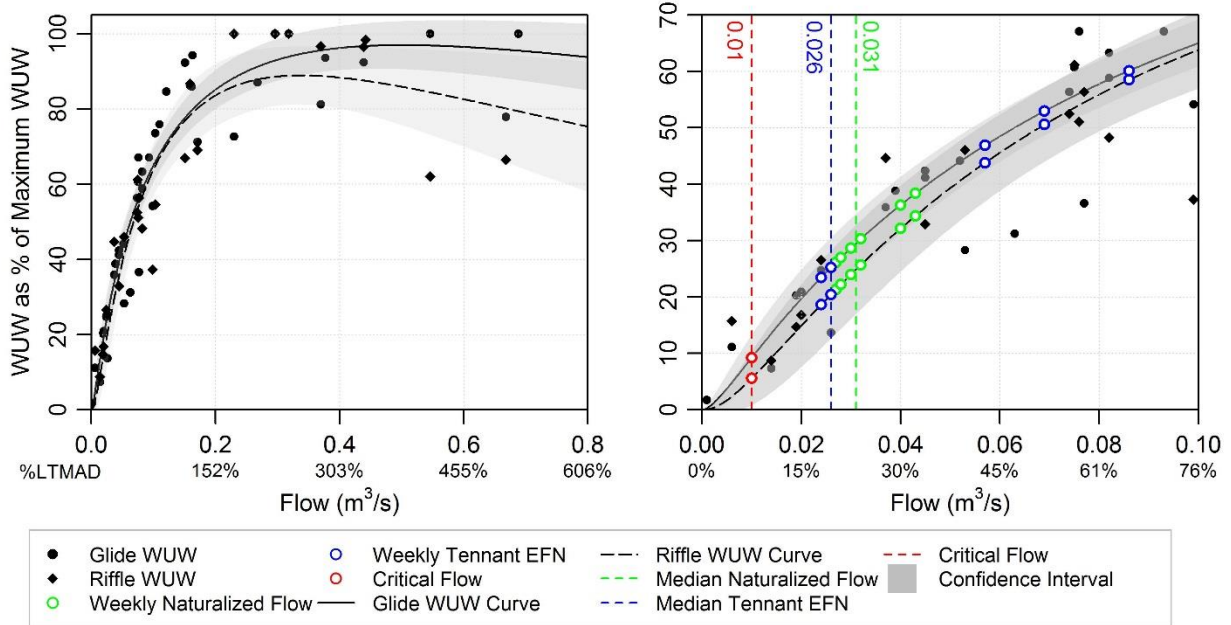 WUW as % of Maximum WUW
100
80
60
40
20
0
0.0 0.2 0.4 0.6 0.8
%LTMAD 152% 303% 455% 606%
Flow (m³/s)
70
60
50
40
30
20
10
0
0.01
0.026
0.031
0.00 0.02 0.04 0.06 0.08 0.10
0% 15% 30% 45% 61% 76%
Flow (m³/s)
Glide WUW Weekly Tennant EFN Riffle WUW Curve Critical Flow
Riffle WUW Critical Flow Median Naturalized Flow Confidence Interval
Weekly Naturalized Flow Glide WUW Curve Median Tennant EFN